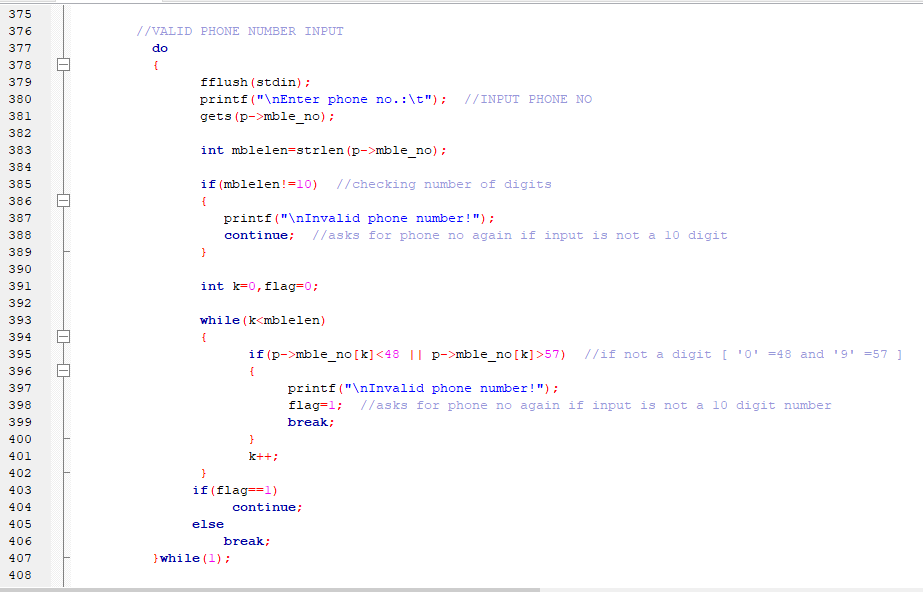 375
376 //VALID PHONE NUMBER INPUT
377 do
378 {
379 fflush(stdin);
380 printf("\nEnter phone no.:\t"); //INPUT PHONE NO
381 gets(p->mble_no);
382
383 int mblelen=strlen(p->mble_no);
384
385 if(mblelen!=10) //checking number of digits
386 {
387 printf("\nInvalid phone number!");
388 continue; //asks for phone no again if input is not a 10 digit
389 }
390
391 int k=0,flag=0;
392
393 while(k<mblelen)
394 {
395 if(p->mble_no[k]<48 || p->mble_no[k]>57) //if not a digit [ '0' =48 and '9' =57 ]
396 {
397 printf("\nInvalid phone number!");
398 flag=1; //asks for phone no again if input is not a 10 digit number
399 break;
400 }
401 k++;
402 }
403 if(flag==1)
404 continue;
405 else
406 break;
407 }while(1);
408